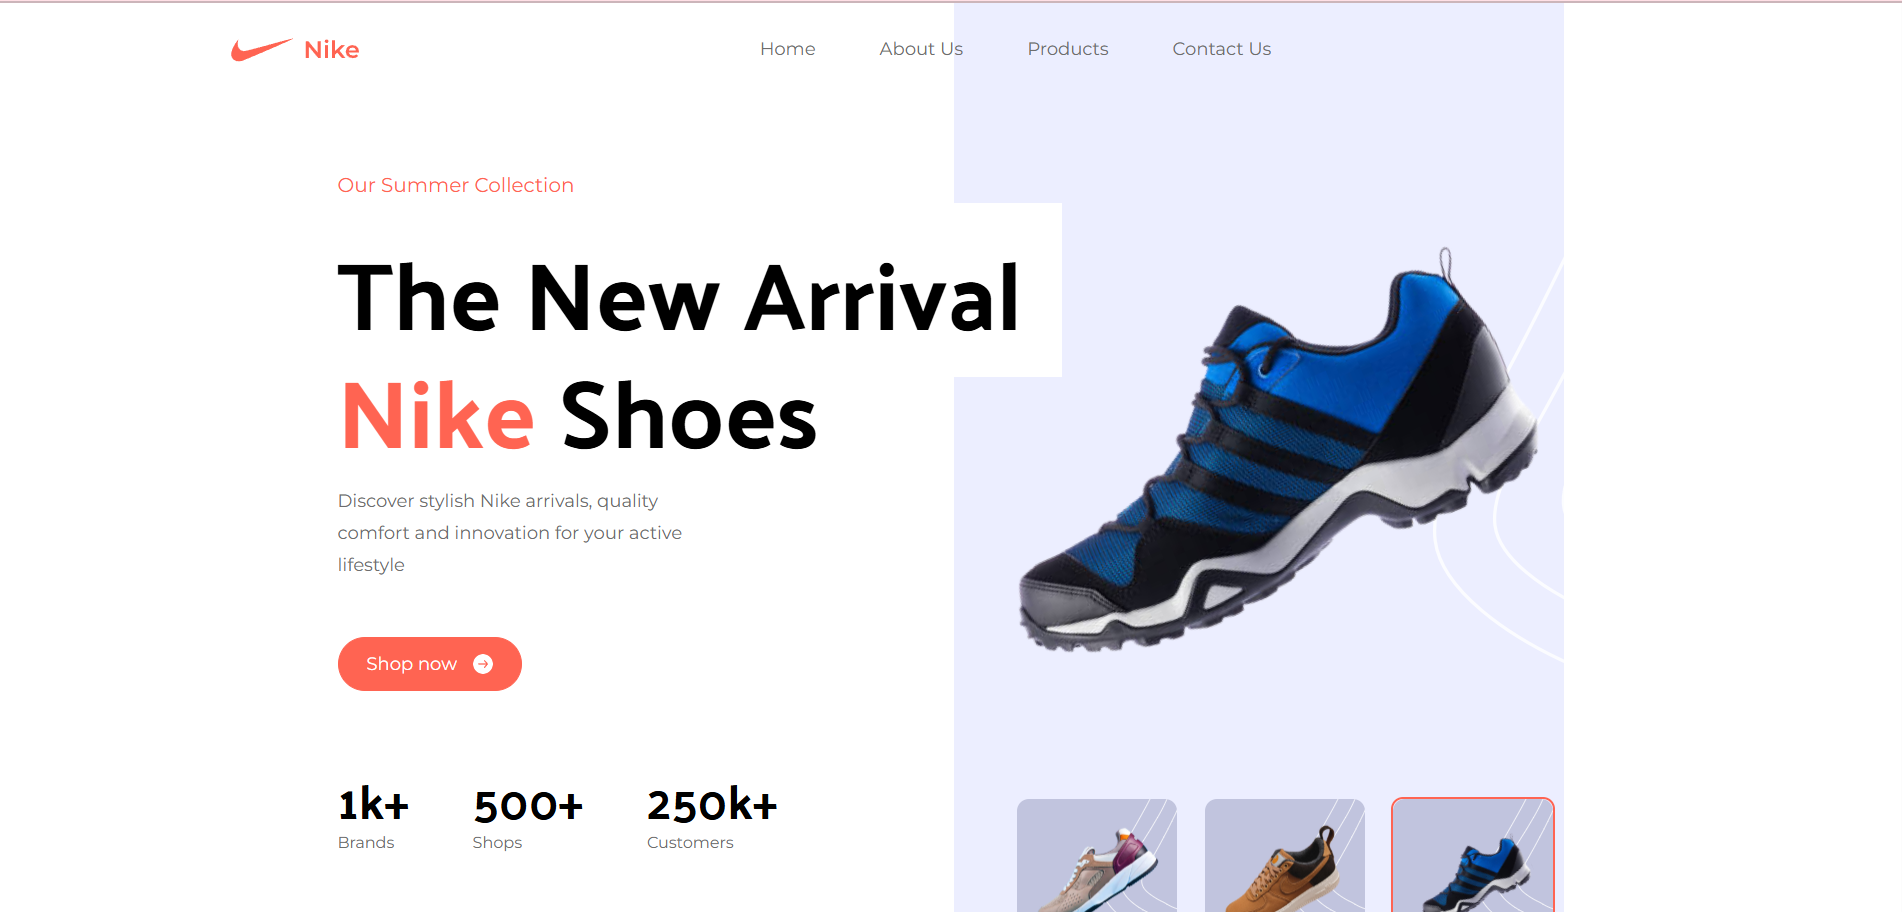 Nike
Home
About Us
Products
Contact Us
Our Summer Collection
The New Arrival
Nike Shoes
Discover stylish Nike arrivals, quality
comfort and innovation for your active
lifestyle
Shop now
1k+
Brands
500+
Shops
250k+
Customers